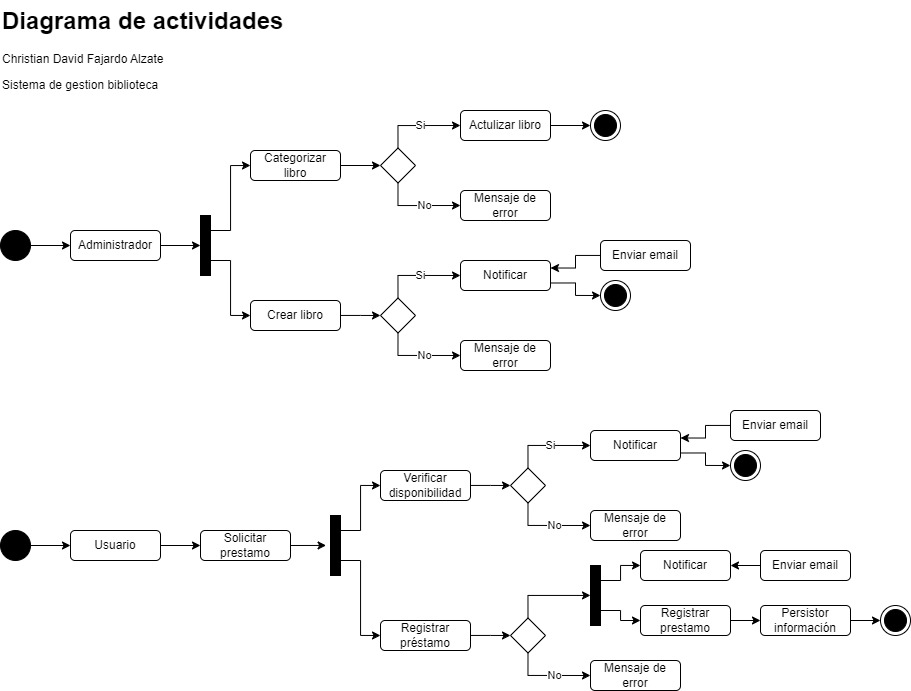 Diagrama de actividades
Christian David Fajardo Alzate
Sistema de gestion biblioteca
Si
Actulizar libro
Categorizar
libro
No
Mensaje de
error
Administrador
Enviar email
Si
Notificar
Crear libro
No
Mensaje de
error
Enviar email
Si
Notificar
Verificar
disponibilidad
No
Mensaje de
error
Usuario
Solicitar
prestamo
Notificar
Enviar email
Registrar
préstamo
Registrar
prestamo
Persistor
información
No
Mensaje de
error